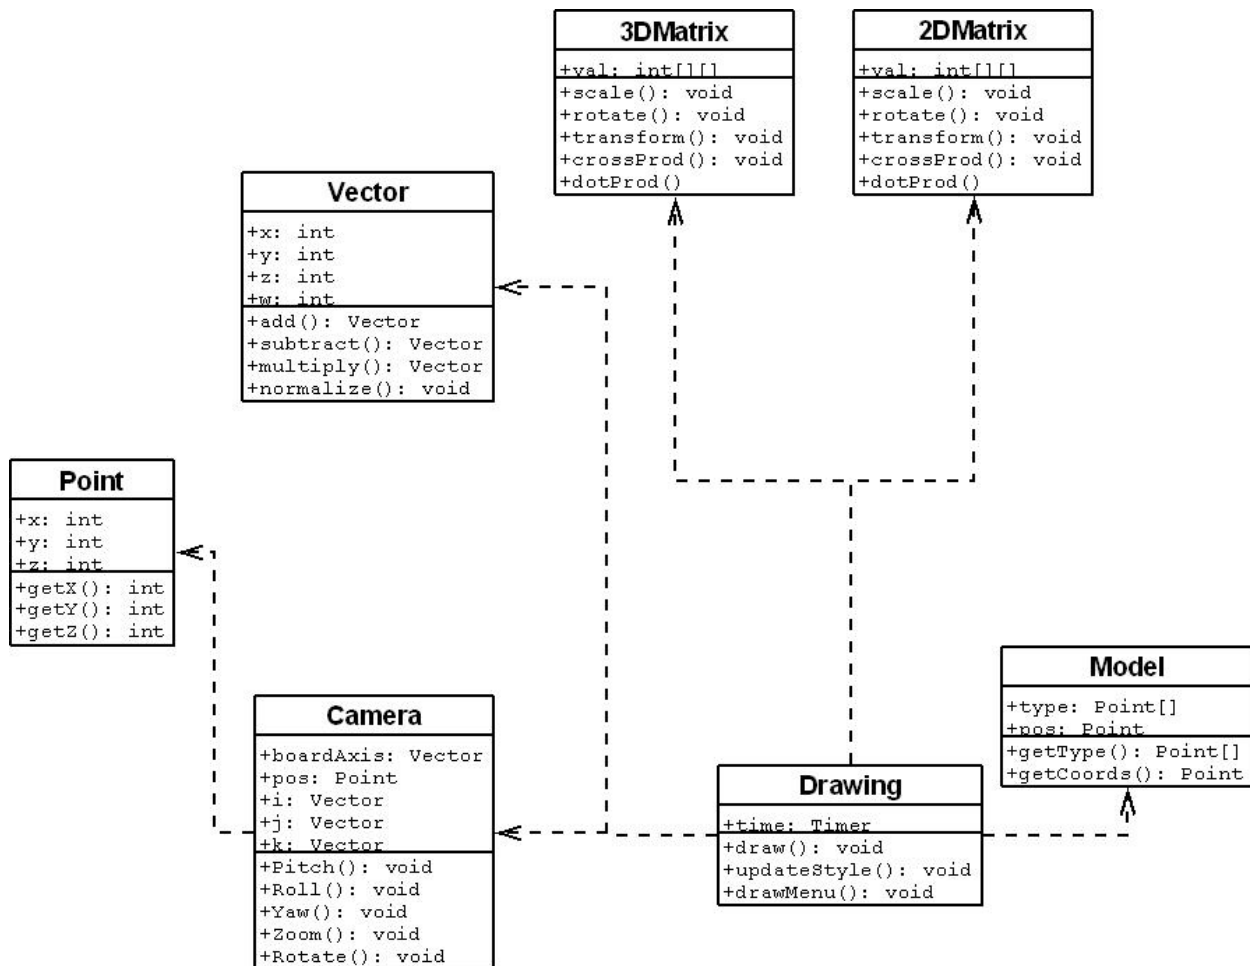 3DMatrix
+val: int[][]
+scale(): void
+rotate(): void
+transform(): void
+crossProd(): void
+dotProd()
2DMatrix
+val: int[][]
+scale(): void
+rotate(): void
+transform(): void
+crossProd(): void
+dotProd()
Vector
+x: int
+y: int
+z: int
+w: int
+add(): Vector
+subtract(): Vector
+multiply(): Vector
+normalize(): void
Point
+x: int
+y: int
+z: int
+getX(): int
+getY(): int
+getZ(): int
Camera
+boardAxis: Vector
+pos: Point
+i: Vector
+j: Vector
+k: Vector
+Pitch(): void
+Roll(): void
+Yaw(): void
+Zoom(): void
+Rotate(): void
Drawing
+time: Timer
+draw(): void
+updateStyle(): void
+drawMenu(): void
Model
+type: Point[]
+pos: Point
+getType(): Point[]
+getCoords(): Point